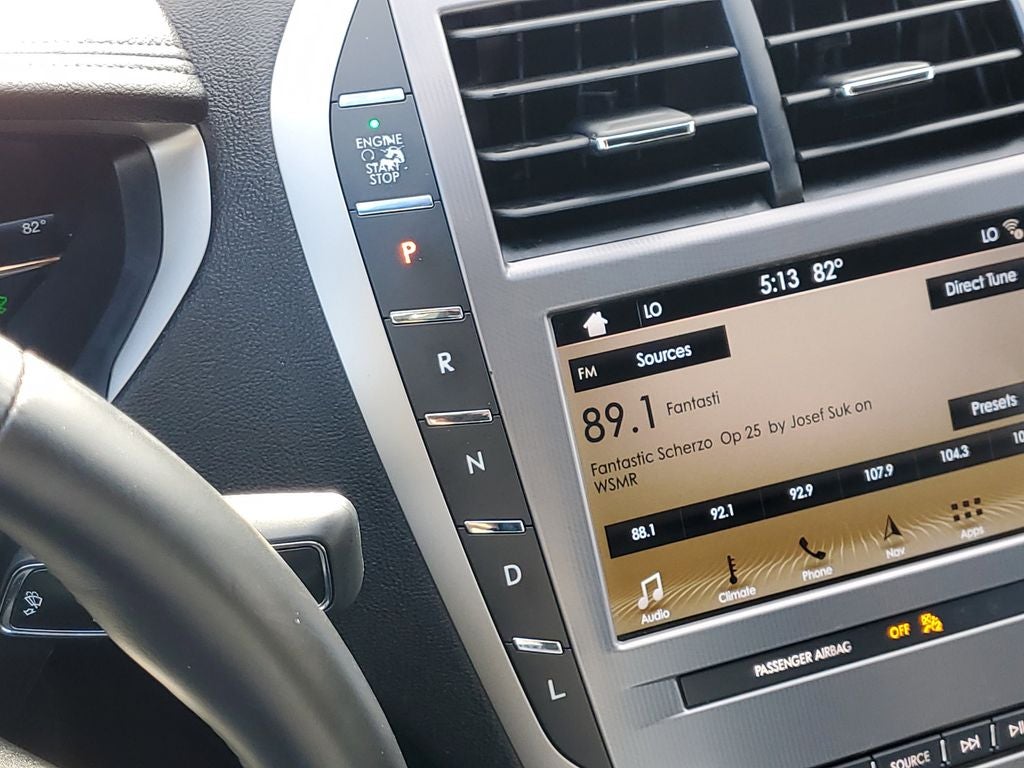 82°
ENGINE
START
STOP
P
R
N
D
L
LO
5:13 82°
LO
Direct Tune
FM Sources
89.1 Fantasti
Presets
Fantastic Scherzo Op 25 by Josef Suk on
WSMR
88.1 92.1 92.9 107.9 104.3
Audio Climate Phone Nav Apps
PASSENGER AIRBAG OFF
SOURCE